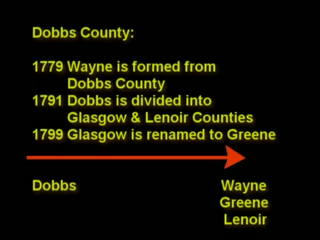 Dobbs County:
1779 Wayne is formed from
Dobbs County
1791 Dobbs is divided into
Glasgow & Lenoir Counties
1799 Glasgow is renamed to Greene
Dobbs
Wayne
Greene
Lenoir